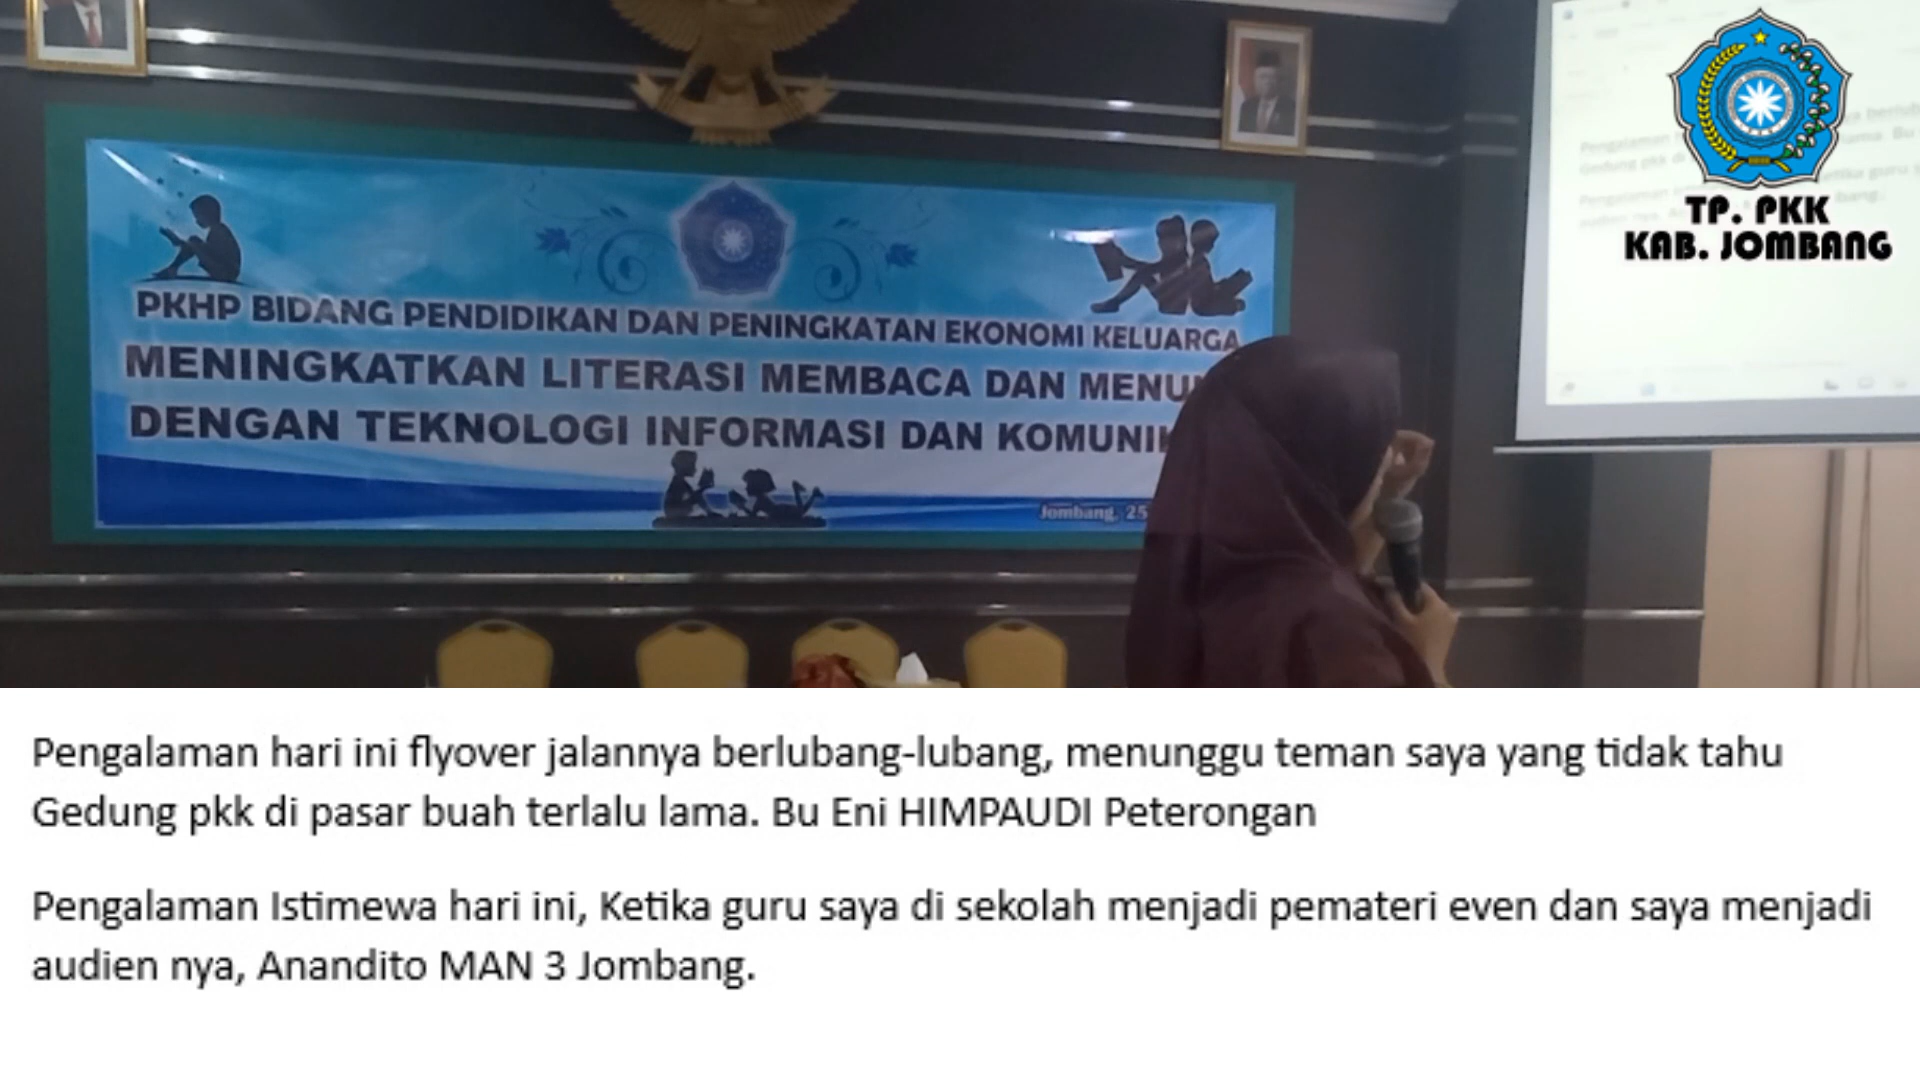 TP. PKK
KAB. JOMBANG
PKHP BIDANG PENDIDIKAN DAN PENINGKATAN EKONOMI KELUARGA
MENINGKATKAN LITERASI MEMBACA DAN
DENGAN TEKNOLOGI INFORMASI DAN
Jombang, 25
Pengalaman hari ini flyover jalannya berlubang-lubang, menunggu teman saya yang tidak tahu
Gedung pkk di pasar buah terlalu lama. Bu Eni HIMPAUDI Peterongan
Pengalaman Istimewa hari ini, Ketika guru saya di sekolah menjadi pemateri even dan saya menjadi
audien nya, Anandito MAN 3 Jombang.